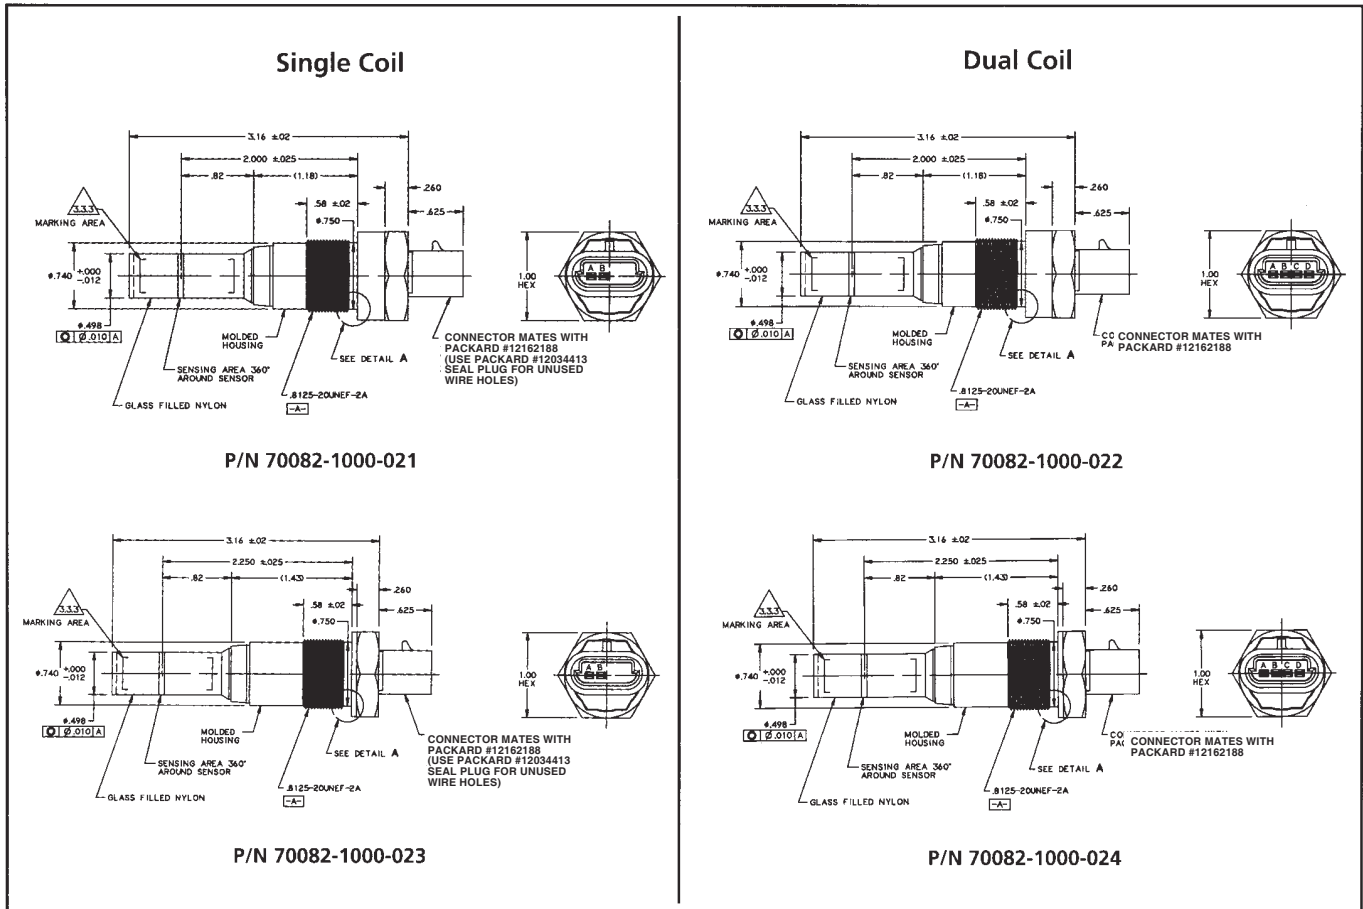 Single Coil
3.16 ±.02
2.000 ±.025
.82
(1.18)
.260
.58 ±.02
.625
3.3.3
MARKING AREA
ø.750
ø.740 +.000 -.012
ø.498
Ø.010 A
1.00
HEX
A B
MOLDED
HOUSING
SENSING AREA 360°
AROUND SENSOR
GLASS FILLED NYLON
SEE DETAIL A
.8125-20UNEF-2A
-A-
CONNECTOR MATES WITH
PACKARD #12162188
(USE PACKARD #12034413
SEAL PLUG FOR UNUSED
WIRE HOLES)
P/N 70082-1000-021
Dual Coil
3.16 ±.02
2.000 ±.025
.82
(1.18)
.260
.58 ±.02
.625
3.3.3
MARKING AREA
ø.750
ø.740 +.000 -.012
ø.498
Ø.010 A
1.00
HEX
A B C D
MOLDED
HOUSING
SENSING AREA 360°
AROUND SENSOR
GLASS FILLED NYLON
SEE DETAIL A
.8125-20UNEF-2A
-A-
CONNECTOR MATES WITH
PACKARD #12162188
P/N 70082-1000-022
3.16 ±.02
2.250 ±.025
.82
(1.43)
.260
.58 ±.02
.625
3.3.3
MARKING AREA
ø.750
ø.740 +.000 -.012
ø.498
Ø.010 A
1.00
HEX
A B
MOLDED
HOUSING
SENSING AREA 360°
AROUND SENSOR
GLASS FILLED NYLON
SEE DETAIL A
.8125-20UNEF-2A
-A-
CONNECTOR MATES WITH
PACKARD #12162188
(USE PACKARD #12034413
SEAL PLUG FOR UNUSED
WIRE HOLES)
P/N 70082-1000-023
3.16 ±.02
2.250 ±.025
.82
(1.43)
.260
.58 ±.02
.625
3.3.3
MARKING AREA
ø.750
ø.740 +.000 -.012
ø.498
Ø.010 A
1.00
HEX
A B C D
MOLDED
HOUSING
SENSING AREA 360°
AROUND SENSOR
GLASS FILLED NYLON
SEE DETAIL A
.8125-20UNEF-2A
-A-
CONNECTOR MATES WITH
PACKARD #12162188
P/N 70082-1000-024